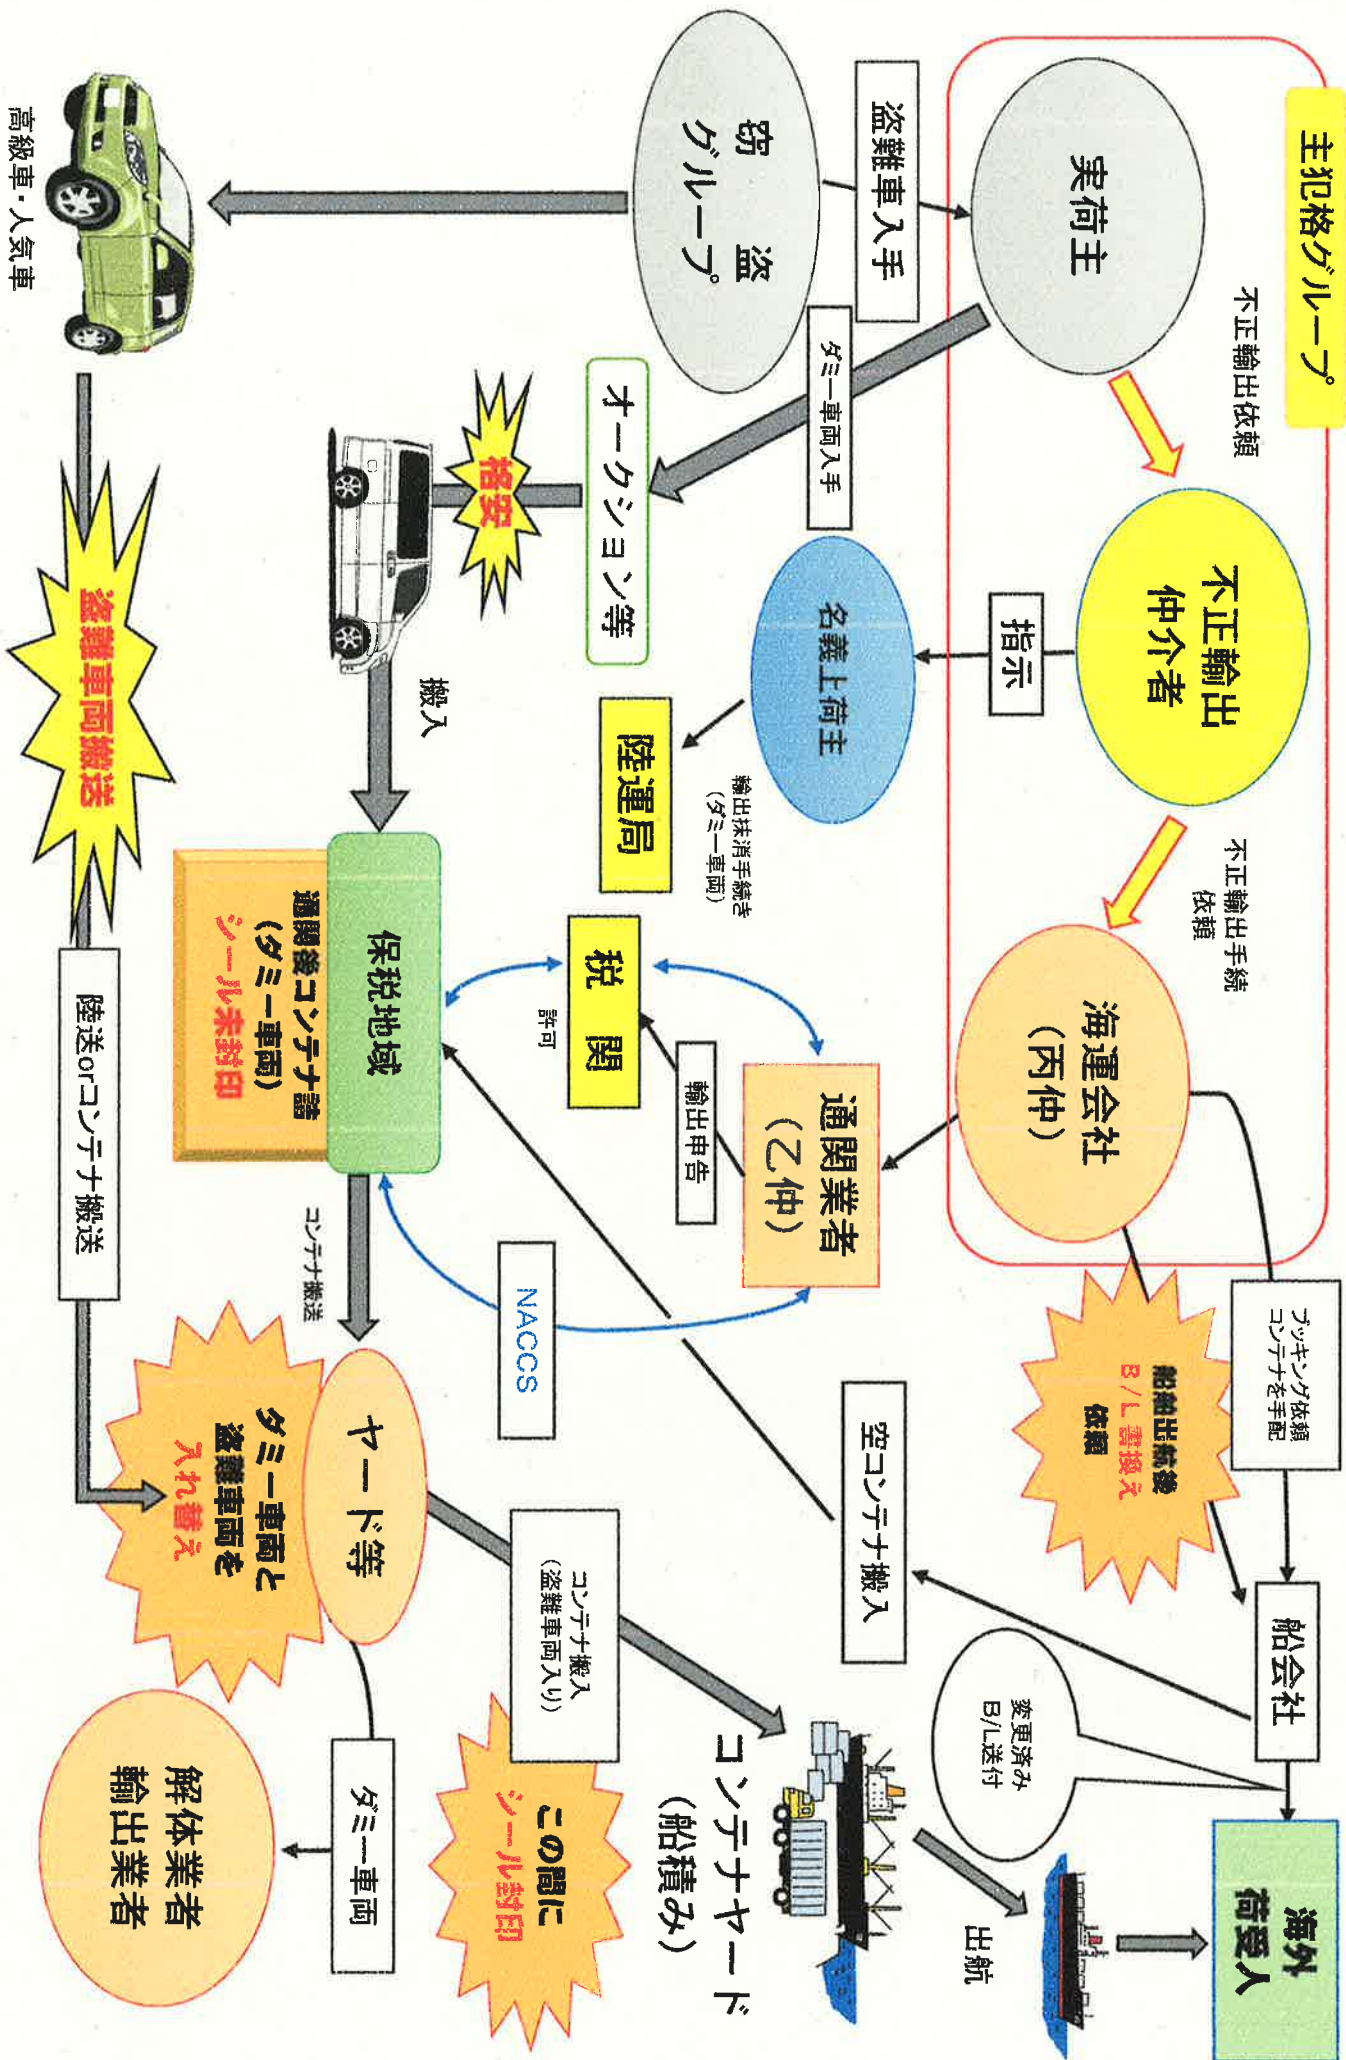 主犯格グループ
実荷主
不正輸出依頼
不正輸出
仲介者
不正輸出手続
依頼
海運会社
(丙仲)
ブッキング依頼
コンテナを手配
船舶出航後
B/L書換え
依頼
船会社
海外
荷受人
盗難車入手
指示
窃　盗
グループ
ダミー車両入手
名義上荷主
輸出抹消手続き
(ダミー車両)
陸運局
通関業者
(乙仲)
輸出申告
税　関
許可
空コンテナ搬入
変更済み
B/L送付
出航
オークション等
格安
搬入
保税地域
通関後コンテナ詰
(ダミー車両)
シール未封印
NACCS
コンテナ搬送
ヤード等
ダミー車両と
盗難車両を
入れ替え
コンテナ搬入
(盗難車両入り)
コンテナヤード
(船積み)
この間に
シール封印
高級車・人気車
盗難車両搬送
陸送orコンテナ搬送
ダミー車両
解体業者
輸出業者